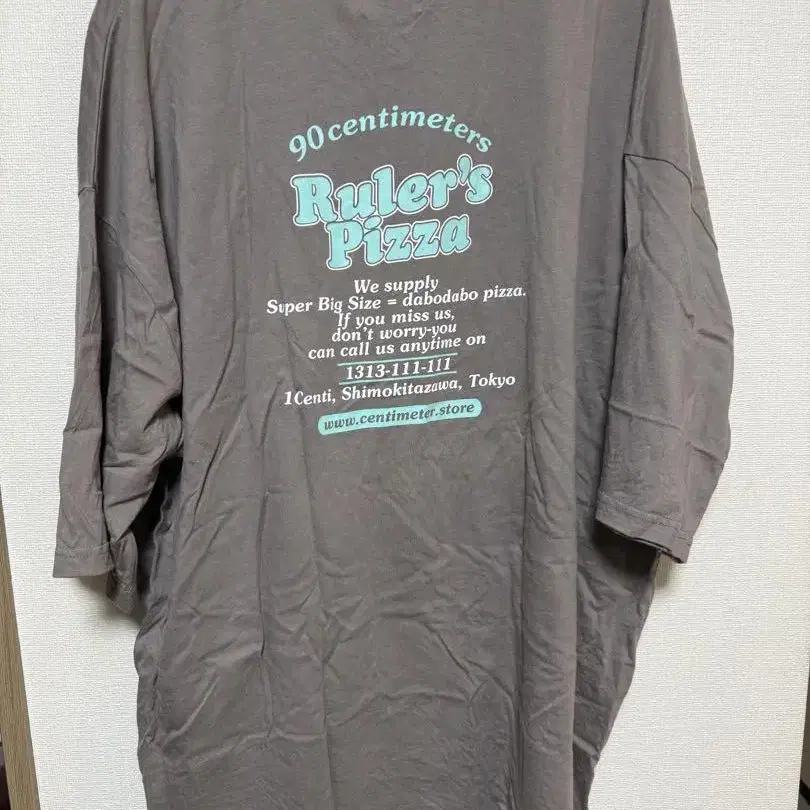 90centimeters
Ruler's
Pizza
We supply
Super Big Size = dabodabo pizza.
If you miss us,
don't worry-you
can call us anytime on
1313-111-111
1Centi, Shimokitazawa, Tokyo
www.centimeter.store